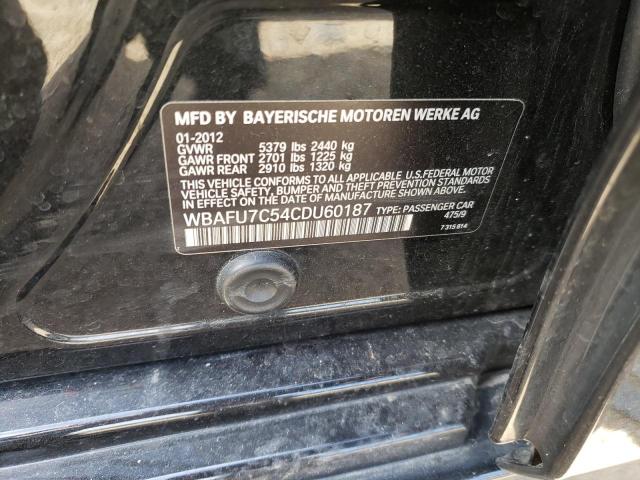 MFD BY BAYERISCHE MOTOREN WERKE AG
01-2012
GVWR 5379 lbs 2440 kg
GAWR FRONT 2701 lbs 1225 kg
GAWR REAR 2910 lbs 1320 kg
THIS VEHICLE CONFORMS TO ALL APPLICABLE U.S.FEDERAL MOTOR
VEHICLE SAFETY, BUMPER AND THEFT PREVENTION STANDARDS
IN EFFECT ON THE DATE OF MANUFACTURE SHOWN ABOVE.
WBAFU7C54CDU60187 TYPE: PASSENGER CAR
475/9
7 315 814